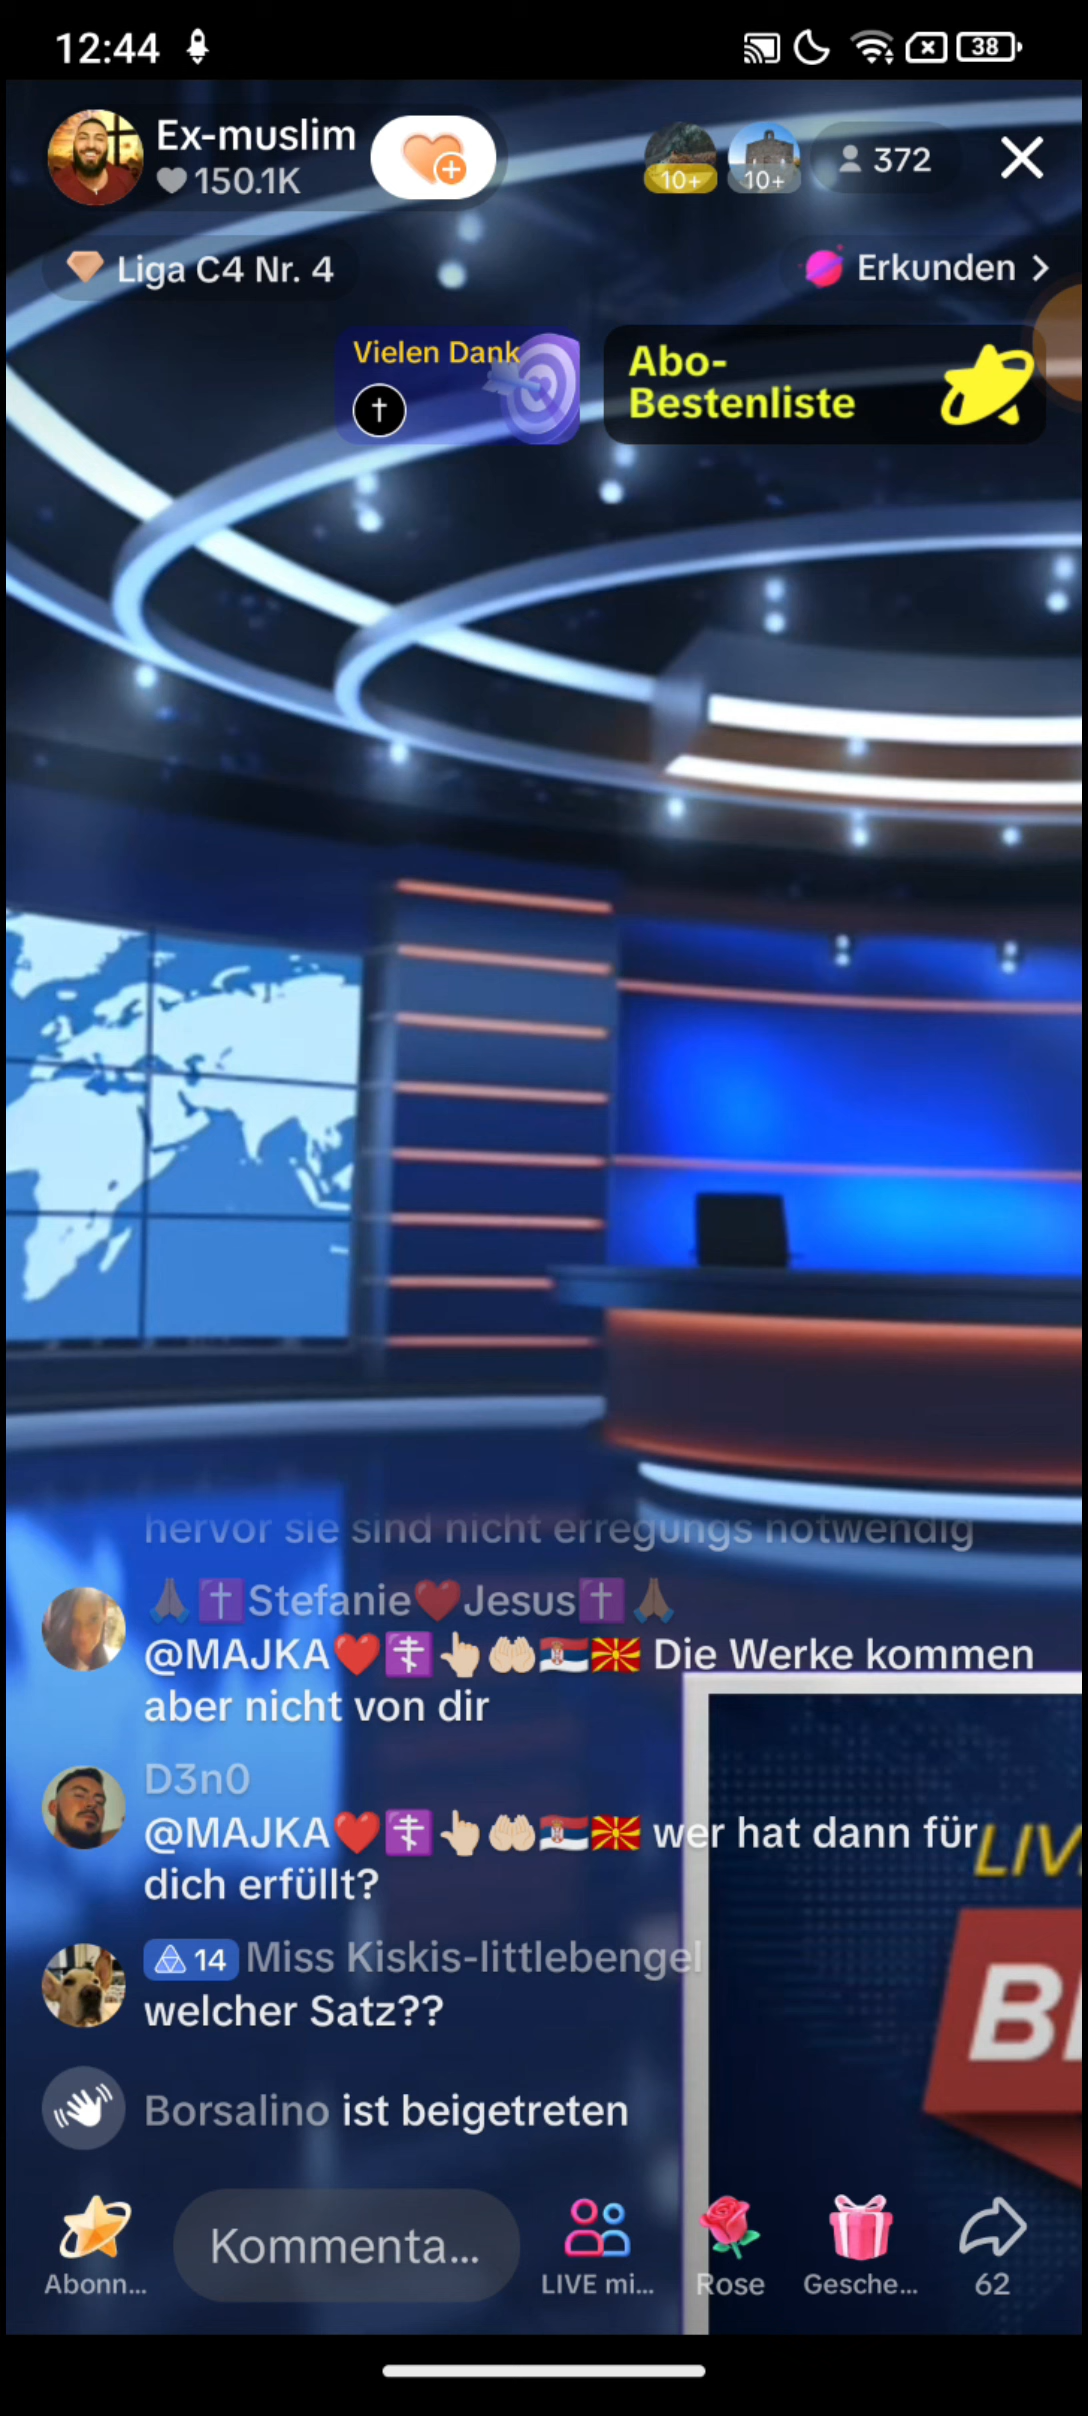 12:44
38
Ex-muslim
150.1K
10+
10+
372
Liga C4 Nr. 4
Erkunden
Vielen Dank
Abo-
Bestenliste
hervor sie sind nicht erregungs notwendig
🙏🏽✝️Stefanie❤️Jesus✝️🙏🏽
@MAJKA❤️☦️👆🏻🤲🏻🇷🇸🇲🇰 Die Werke kommen
aber nicht von dir
D3n0
@MAJKA❤️☦️👆🏻🤲🏻🇷🇸🇲🇰 wer hat dann für
dich erfüllt?
14 Miss Kiskis-littlebengel
welcher Satz??
Borsalino ist beigetreten
LIV
Kommenta...
Abonn...
LIVE mi...
Rose
Gesche...
62